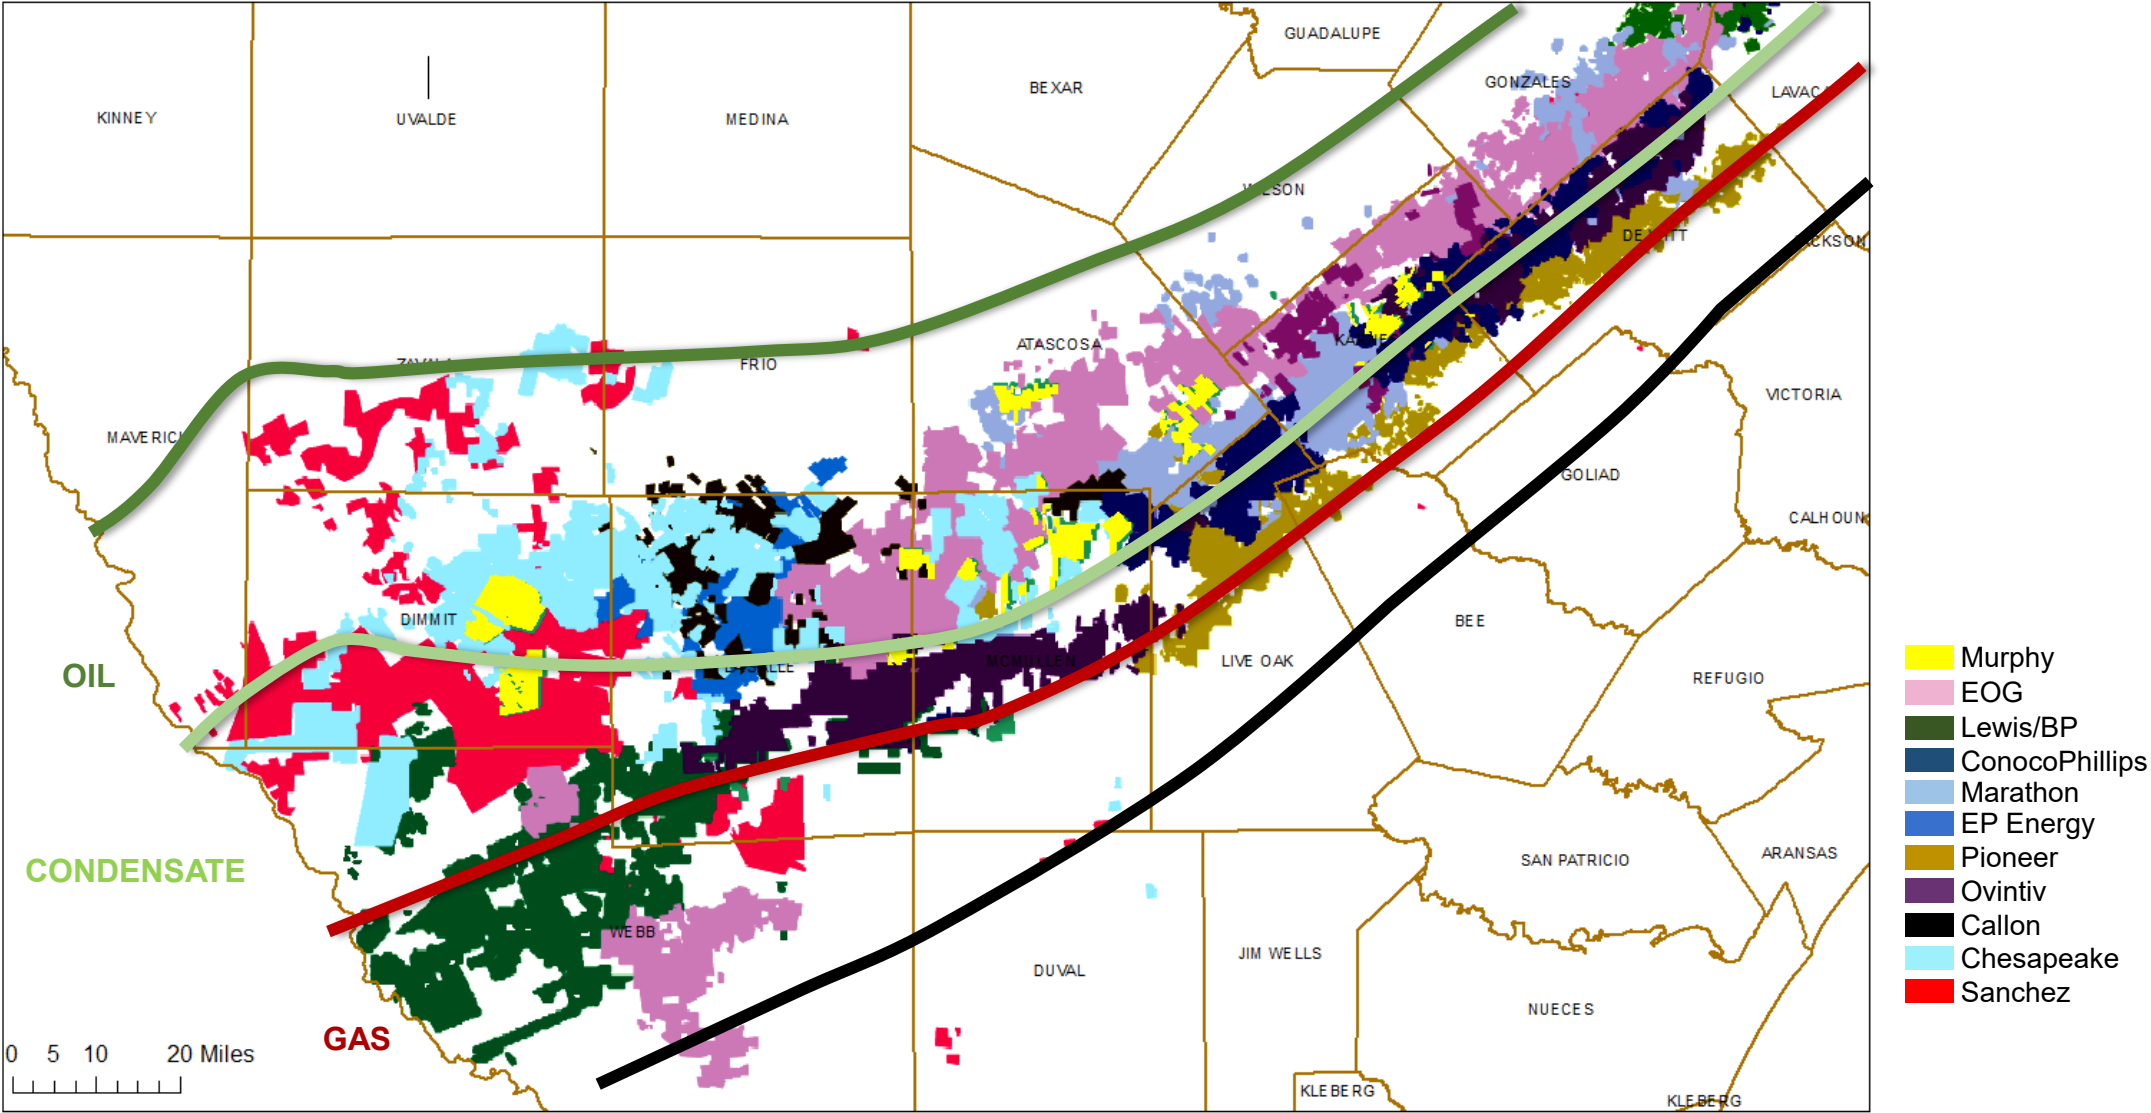 GUADALUPE
GONZALES
BEXAR
LAVACA
KINNEY
UVALDE
MEDINA
WILSON
DEWITT
JACKSON
ATASCOSA
KARNES
ZAVALA
FRIO
VICTORIA
MAVERICK
GOLIAD
CALHOUN
DIMMIT
BEE
OIL
LA SALLE
MCMULLEN
LIVE OAK
REFUGIO
Murphy
EOG
Lewis/BP
ConocoPhillips
Marathon
EP Energy
Pioneer
Ovintiv
Callon
Chesapeake
Sanchez
CONDENSATE
SAN PATRICIO
ARANSAS
WEBB
DUVAL
JIM WELLS
NUECES
GAS
0 5 10 20 Miles
KLEBERG
KLEBERG